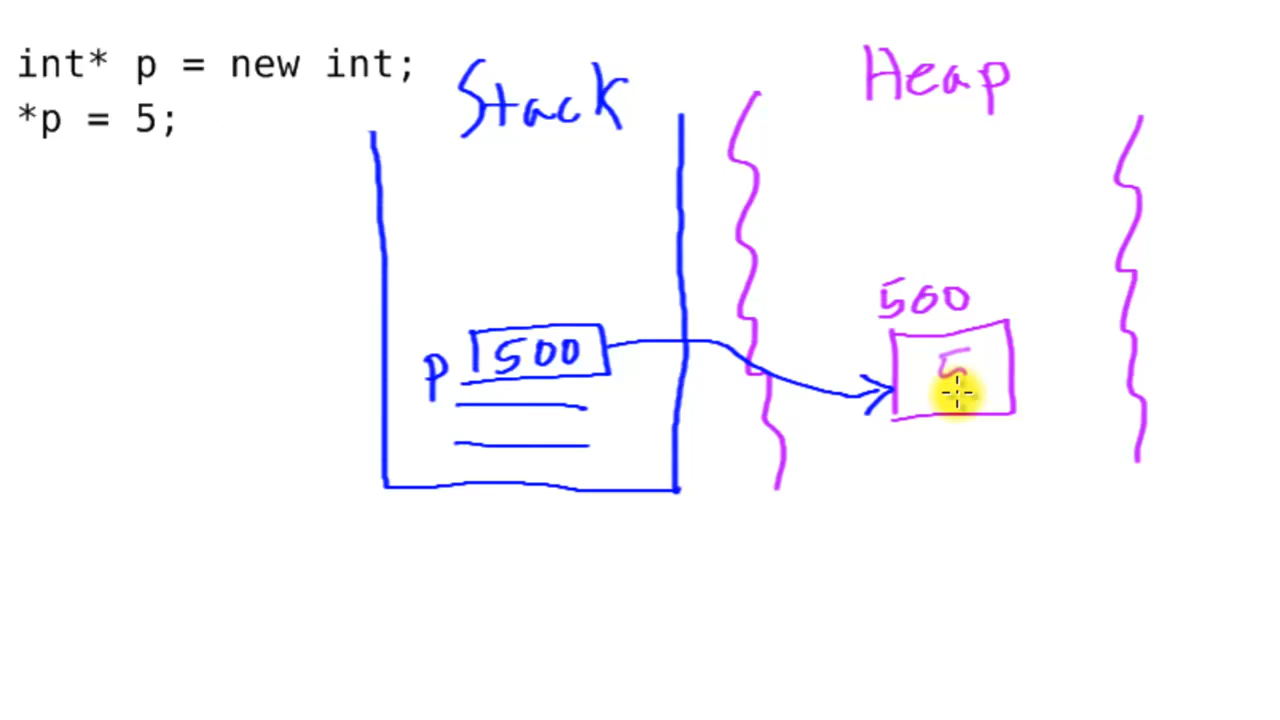 int* p = new int;
*p = 5;
Stack
Heap
500
5
p 500